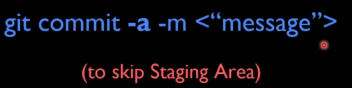 git commit -a -m <“message”>
(to skip Staging Area)